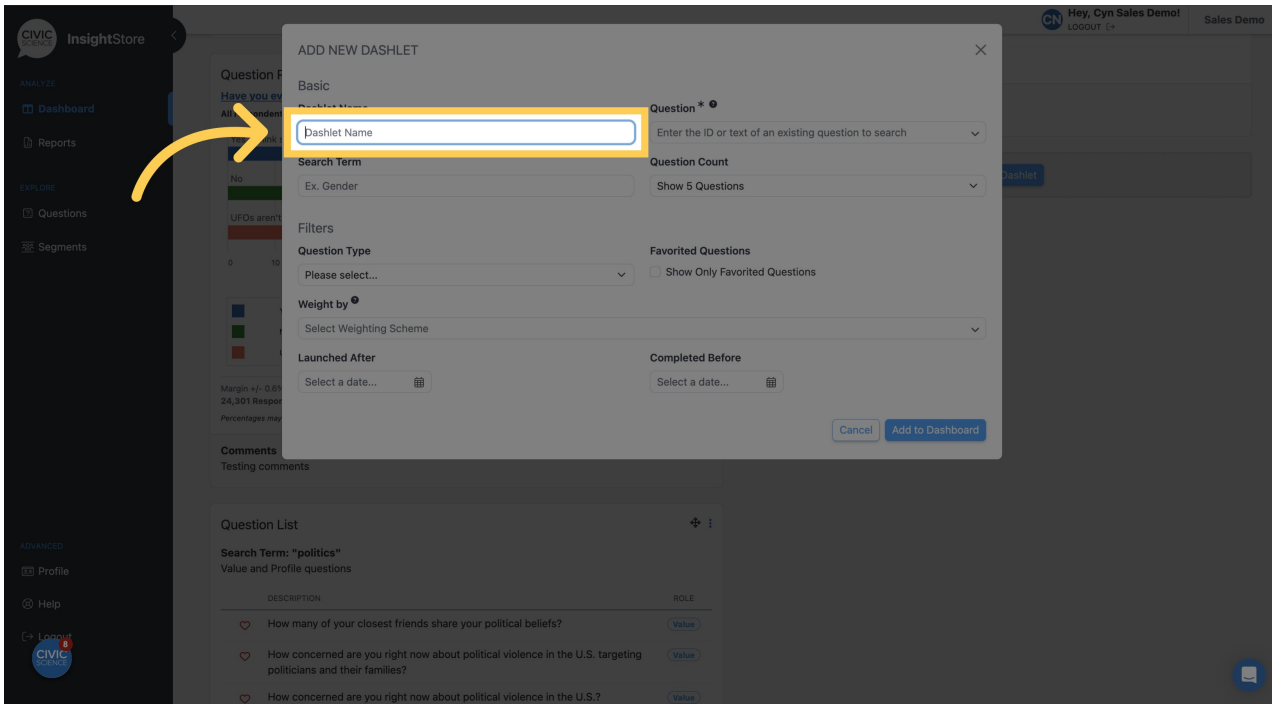 CIVIC
SCIENCE
InsightStore
CN
Hey, Cyn Sales Demo!
LOGOUT
Sales Demo
ANALYZE
Dashboard
Reports
EXPLORE
Questions
Segments
ADVANCED
Profile
Help
Logout
8
CIVIC
SCIENCE
Have you ev
No
UFOs aren't
0 10
Margin +/- 0.6%
24,301 Respon
Percentages may
Comments
Testing comments
ADD NEW DASHLET
Basic
Dashlet Name
Dashlet Name
Question *
Enter the ID or text of an existing question to search
Search Term
Ex. Gender
Question Count
Show 5 Questions
Filters
Question Type
Please select...
Favorited Questions
Show Only Favorited Questions
Weight by
Select Weighting Scheme
Launched After
Select a date...
Completed Before
Select a date...
Cancel
Add to Dashboard
Dashlet
Question List
Search Term: "politics"
Value and Profile questions
DESCRIPTION ROLE
How many of your closest friends share your political beliefs? Value
How concerned are you right now about political violence in the U.S. targeting
politicians and their families? Value
How concerned are you right now about political violence in the U.S.? Value